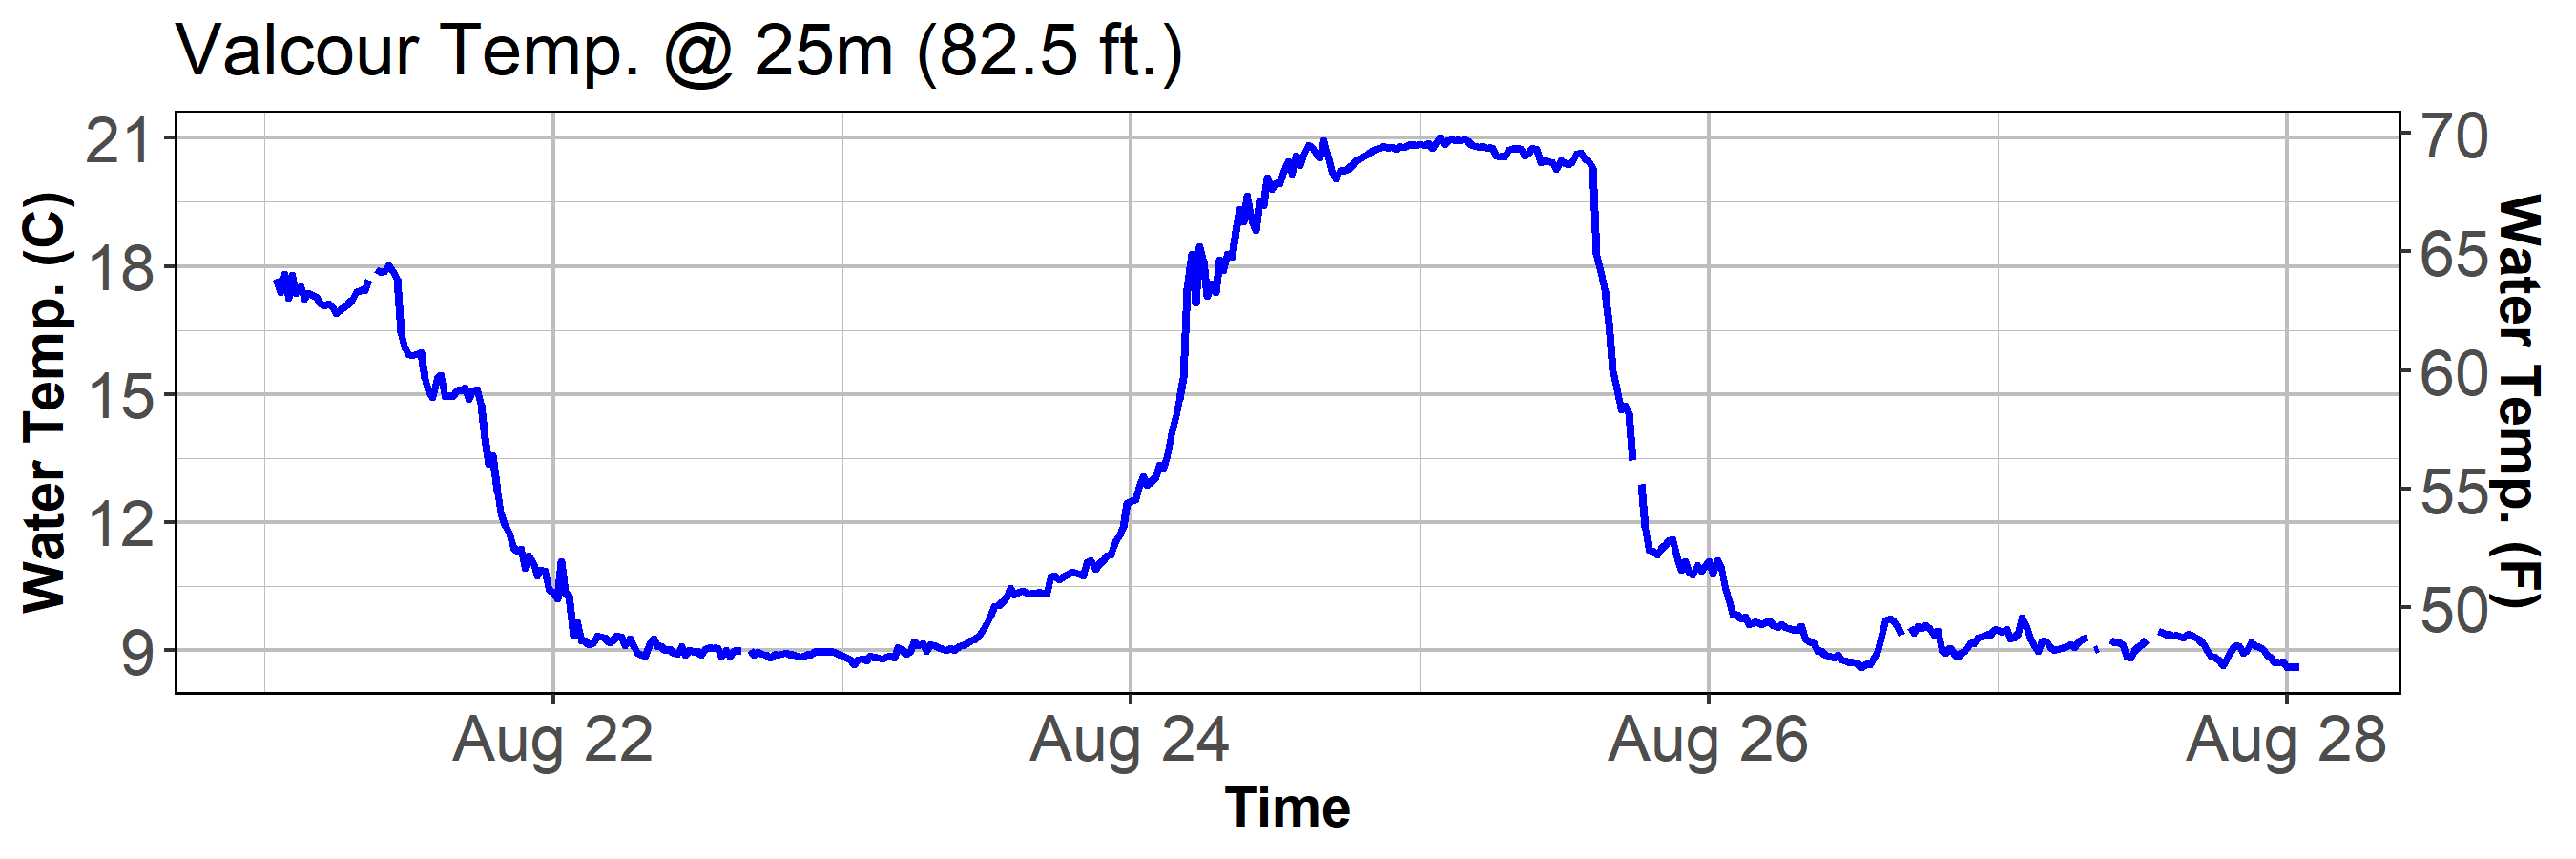 Valcour Temp. @ 25m (82.5 ft.)
Water Temp. (C)
21
18
15
12
9
70
65
60
55
50
Water Temp. (F)
Aug 22
Aug 24
Aug 26
Aug 28
Time